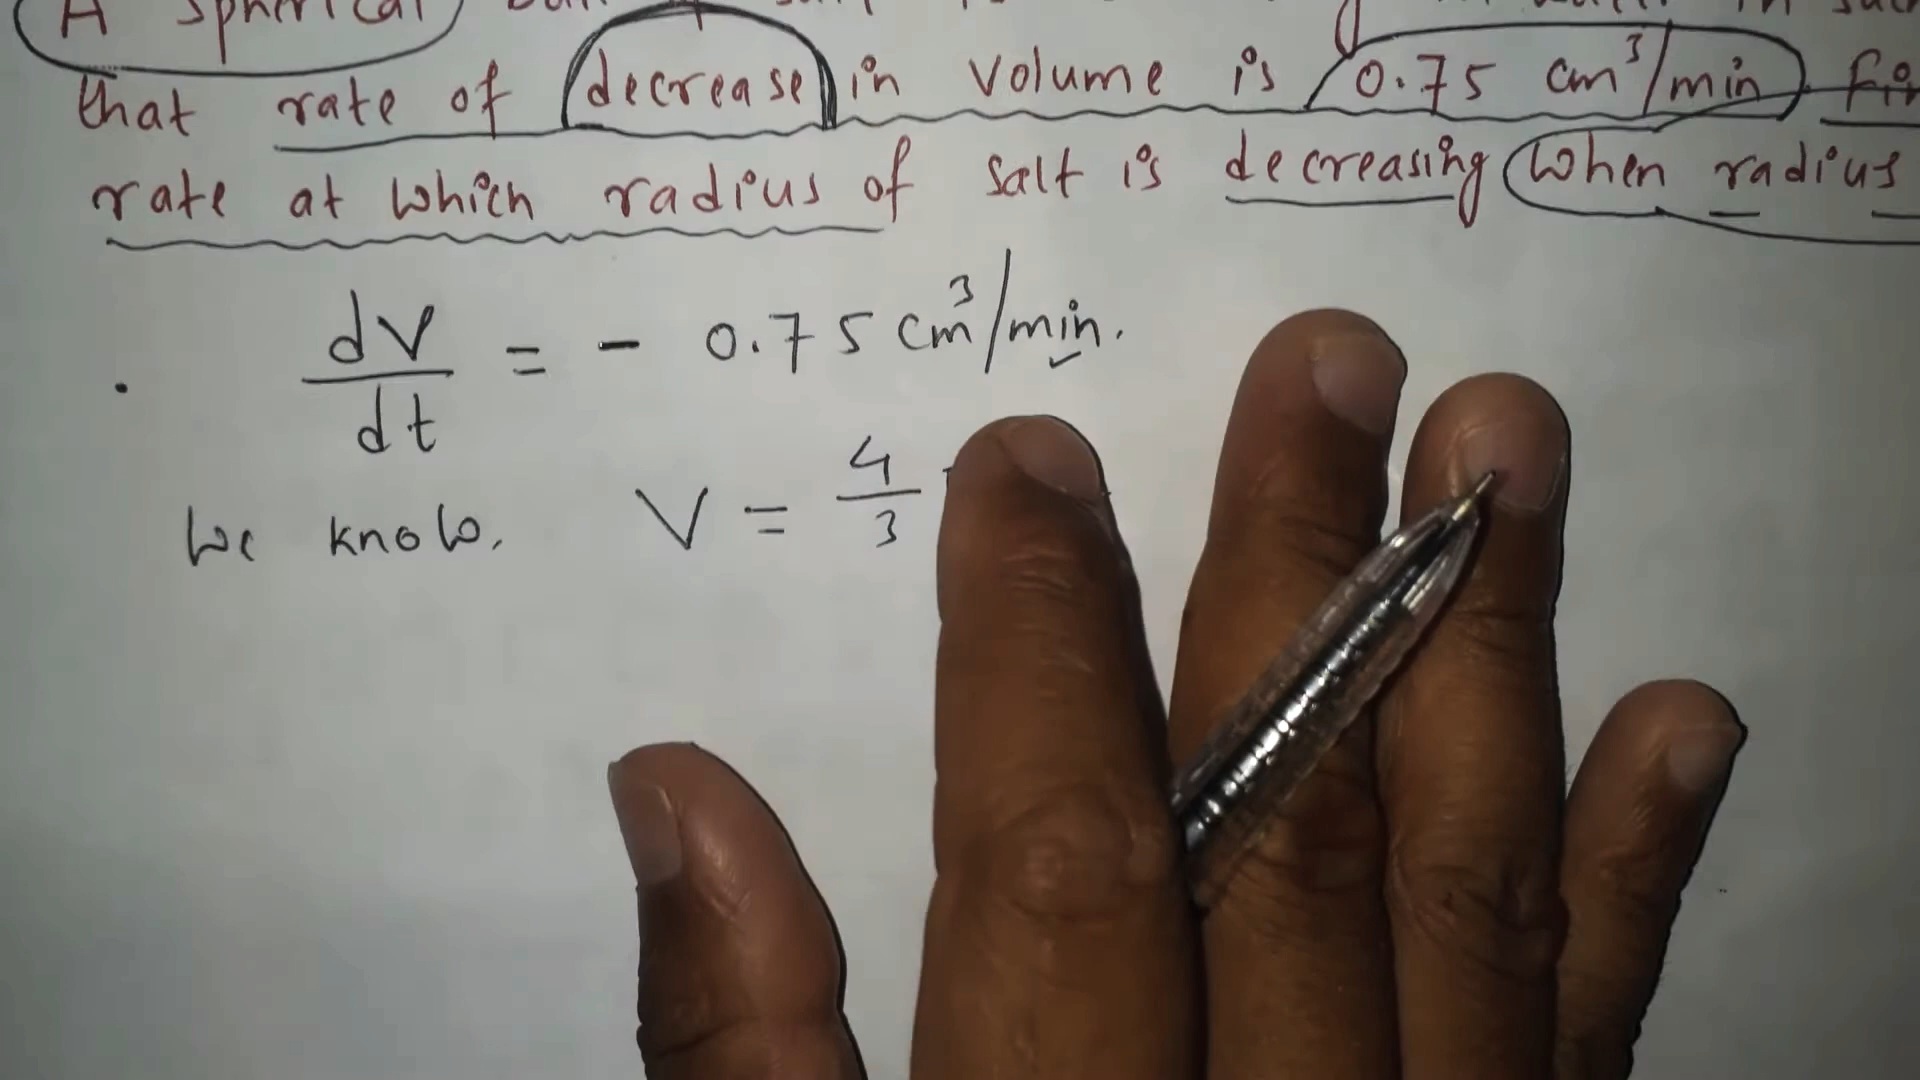 A spherical
that rate of decrease in volume is 0.75 cm³/min.
rate at which radius of salt is decreasing when radius
dV/dt = - 0.75 cm³/min.
We know, V = 4/3